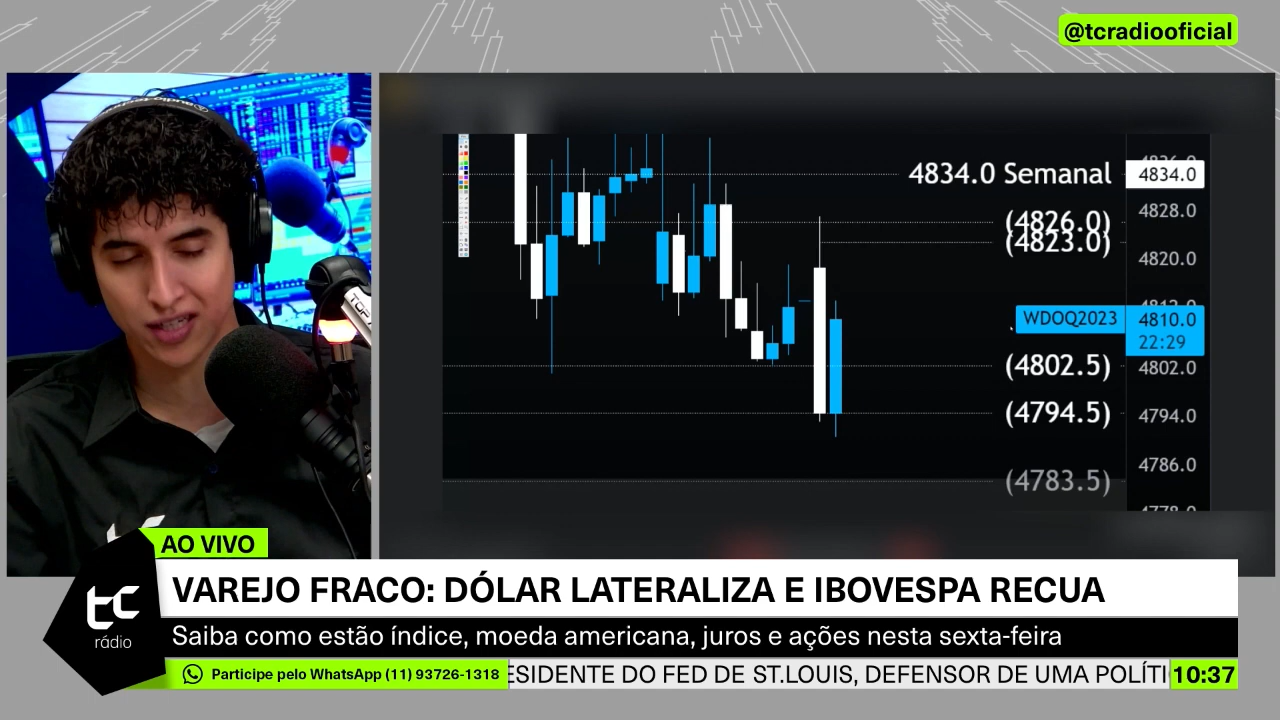 @tcradiooficial
4834.0 Semanal
4834.0
4828.0
(4826.0)
(4823.0)
4820.0
WDOQ2023
4810.0
22:29
(4802.5)
4802.0
(4794.5)
4794.0
4786.0
(4783.5)
AO VIVO
tc
rádio
VAREJO FRACO: DÓLAR LATERALIZA E IBOVESPA RECUA
Saiba como estão índice, moeda americana, juros e ações nesta sexta-feira
Participe pelo WhatsApp (11) 93726-1318
ESIDENTE DO FED DE ST.LOUIS, DEFENSOR DE UMA POLÍTI
10:37